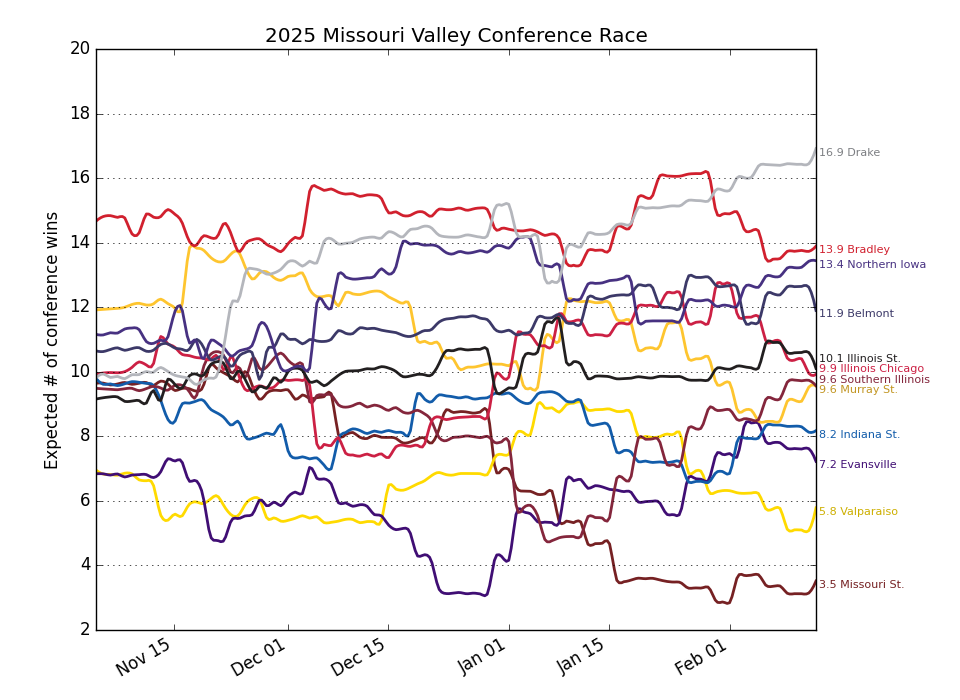 2025 Missouri Valley Conference Race
Expected # of conference wins
20
18
16
14
12
10
8
6
4
2
Nov 15
Dec 01
Dec 15
Jan 01
Jan 15
Feb 01
16.9 Drake
13.9 Bradley
13.4 Northern Iowa
11.9 Belmont
10.1 Illinois St.
9.9 Illinois Chicago
9.6 Southern Illinois
9.6 Murray St.
8.2 Indiana St.
7.2 Evansville
5.8 Valparaiso
3.5 Missouri St.